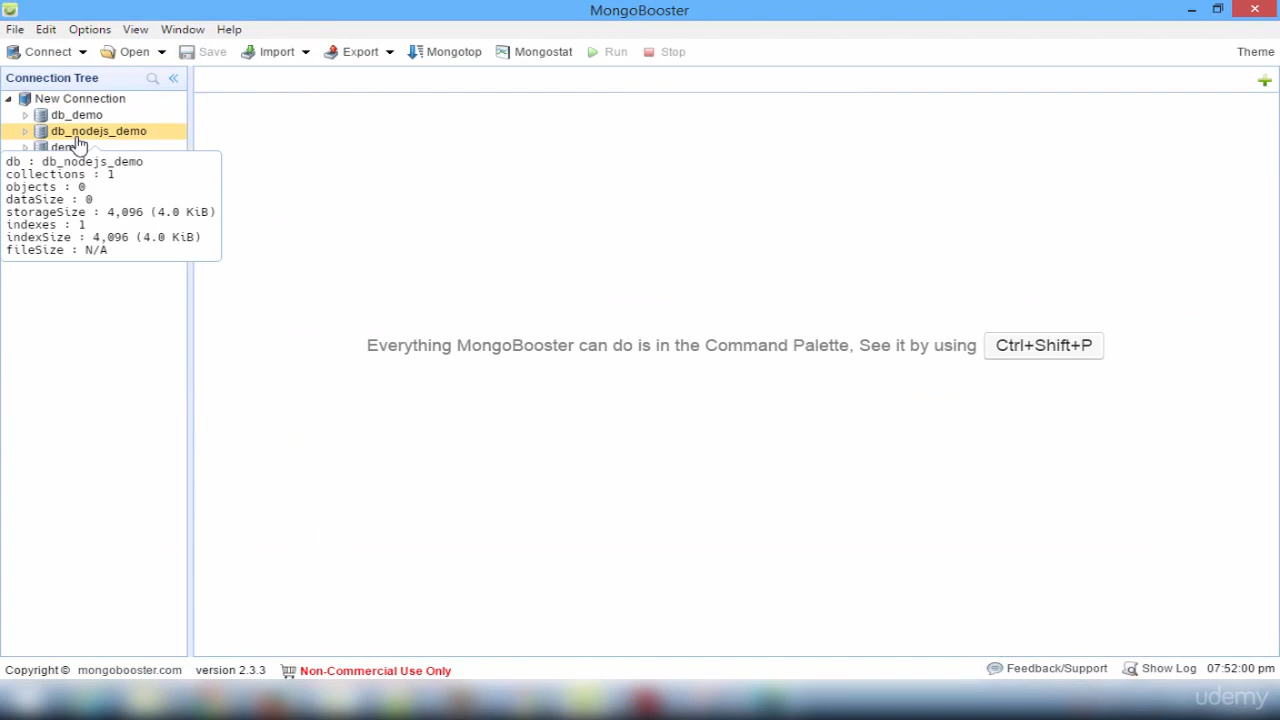 MongoBooster
File Edit Options View Window Help
Connect Open Save Import Export Mongotop Mongostat Run Stop Theme
Connection Tree
New Connection
db_demo
db_nodejs_demo
db : db_nodejs_demo
collections : 1
objects : 0
dataSize : 0
storageSize : 4,096 (4.0 KiB)
indexes : 1
indexSize : 4,096 (4.0 KiB)
fileSize : N/A
Everything MongoBooster can do is in the Command Palette, See it by using Ctrl+Shift+P
Copyright © mongobooster.com version 2.3.3 Non-Commercial Use Only Feedback/Support Show Log 07:52:00 pm
udemy